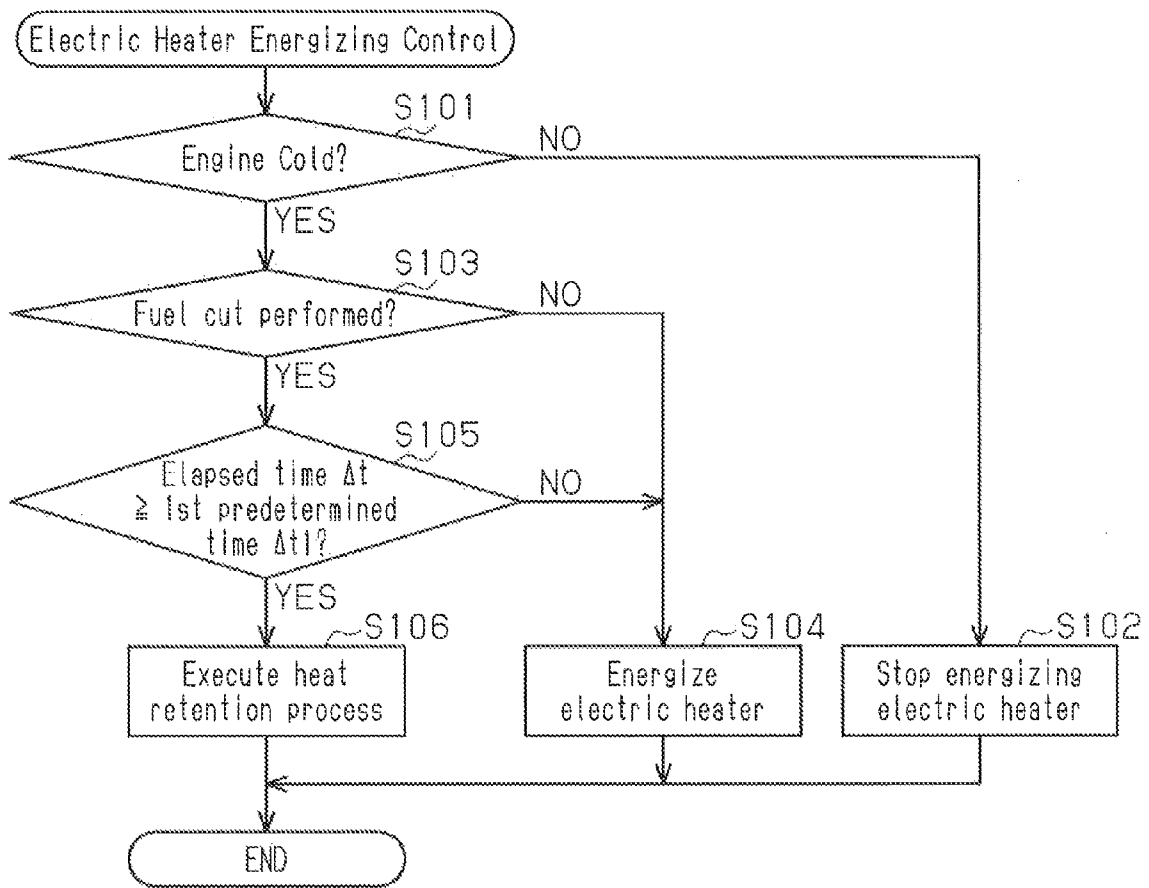 Electric Heater Energizing Control
S101
Engine Cold?
NO
YES
S103
Fuel cut performed?
NO
YES
S105
Elapsed time Δt
≧ 1st predetermined
time Δt1?
NO
YES
S106
Execute heat
retention process
S104
Energize
electric heater
S102
Stop energizing
electric heater
END